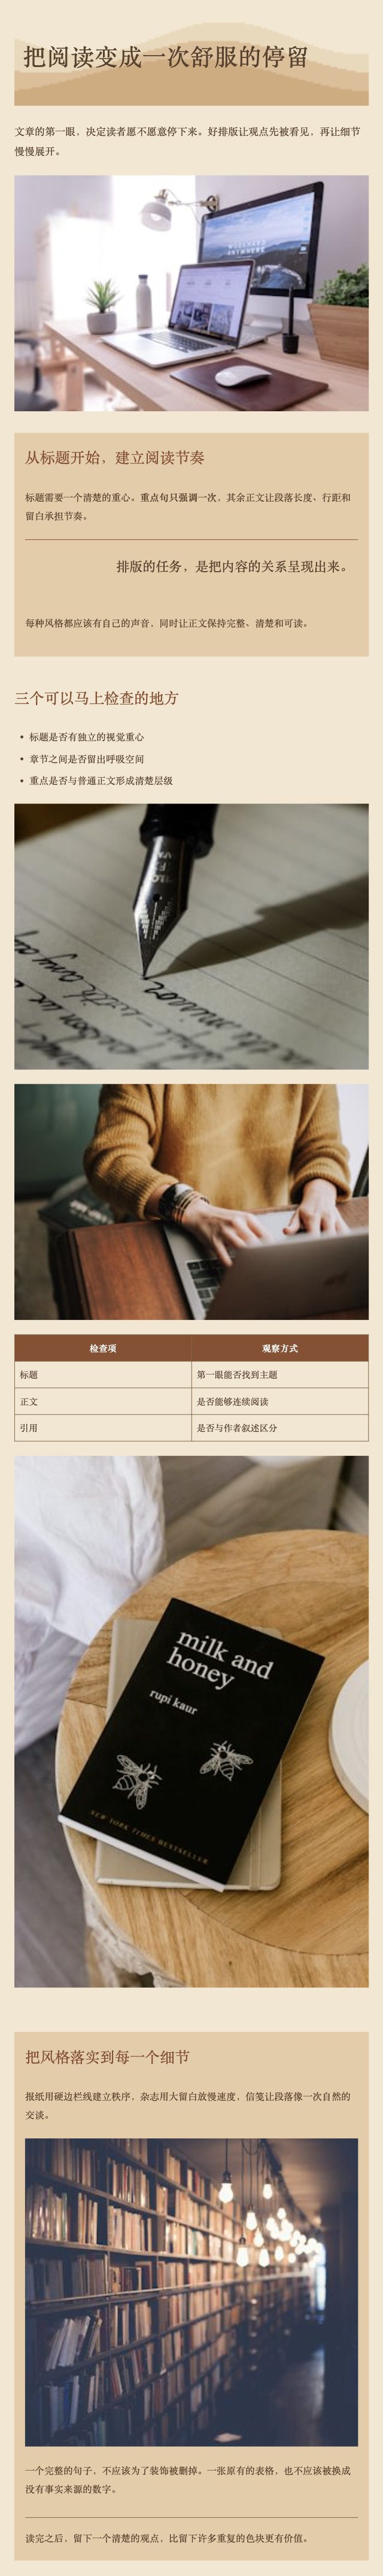 把阅读变成一次舒服的停留
文章的第一眼，决定读者愿不愿意停下来。好排版让观点先被看见，再让细节
慢慢展开。
从标题开始，建立阅读节奏
标题需要一个清楚的重心。重点句只强调一次，其余正文让段落长度、行距和
留白承担节奏。
排版的任务，是把内容的关系呈现出来。
每种风格都应该有自己的声音，同时让正文保持完整、清楚和可读。
三个可以马上检查的地方
• 标题是否有独立的视觉重心
• 章节之间是否留出呼吸空间
• 重点是否与普通正文形成清楚层级
检查项 观察方式
标题 第一眼能否找到主题
正文 是否能够连续阅读
引用 是否与作者叙述区分
milk and
honey
rupi kaur
NEW YORK TIMES BESTSELLER
把风格落实到每一个细节
报纸用硬边栏线建立秩序，杂志用大留白放慢速度，信笺让段落像一次自然的
交谈。
一个完整的句子，不应该为了装饰被删掉。一张原有的表格，也不应该被换成
没有事实来源的数字。
读完之后，留下一个清楚的观点，比留下许多重复的色块更有价值。